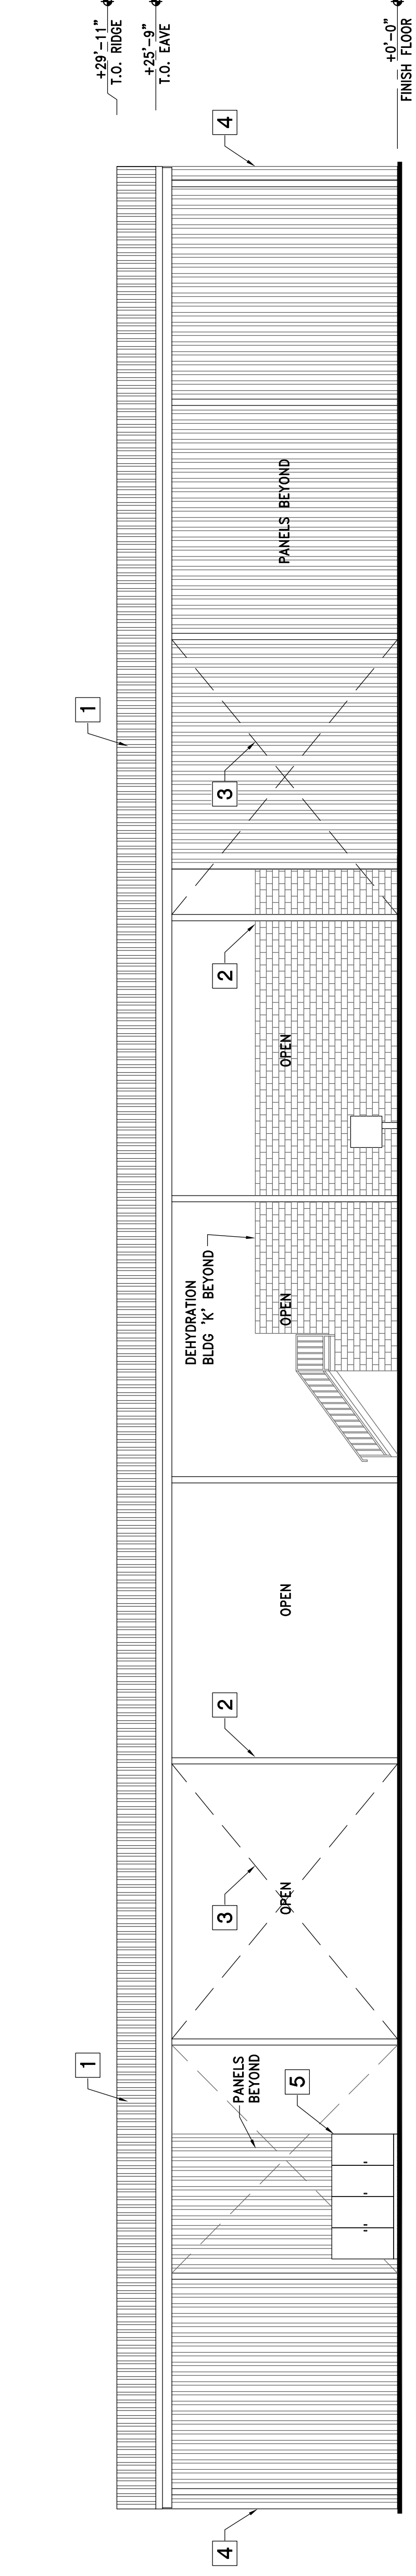 +29'-11"
T.O. RIDGE
+25'-9"
T.O. EAVE
+0'-0"
FINISH FLOOR
4
1
1
4
PANELS
BEYOND
5
3
OPEN
2
OPEN
DEHYDRATION
BLDG 'K' BEYOND
OPEN
OPEN
2
3
PANELS BEYOND